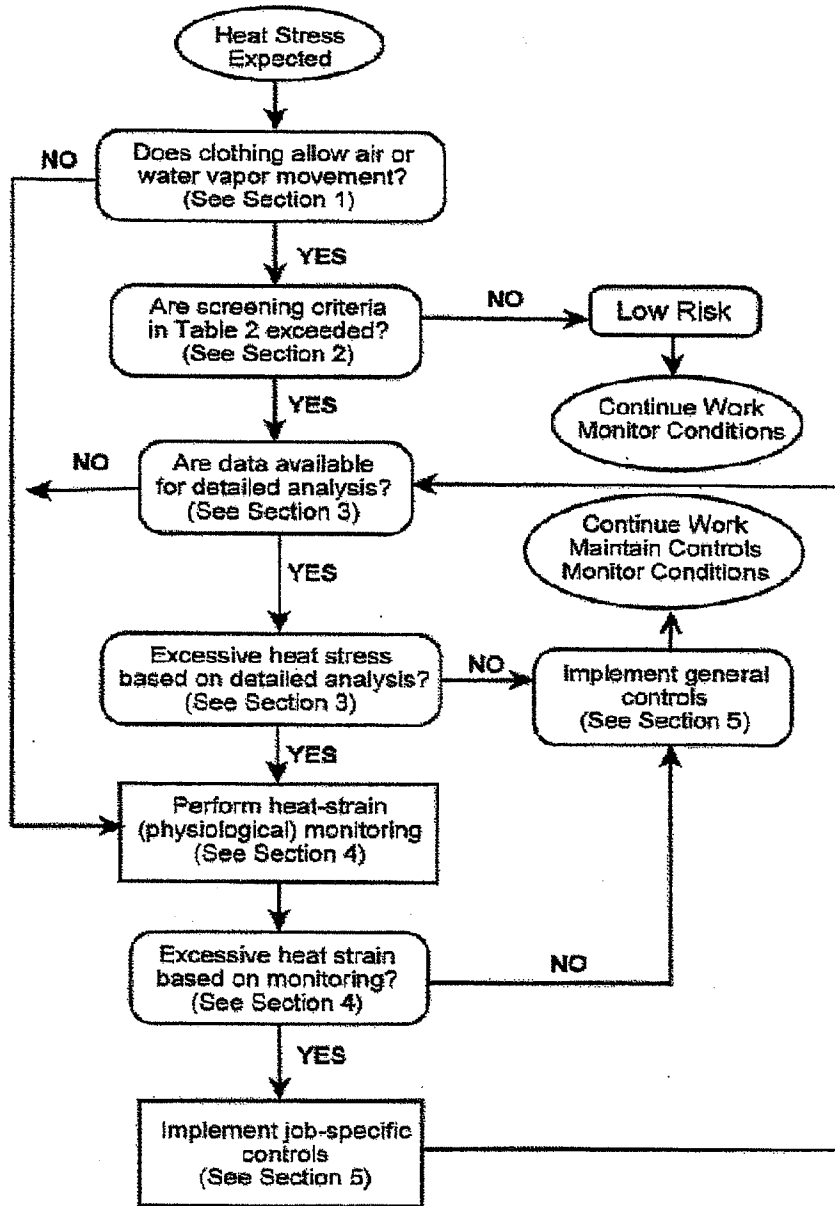 Heat Stress
Expected
NO
Does clothing allow air or
water vapor movement?
(See Section 1)
YES
Are screening criteria
in Table 2 exceeded?
(See Section 2)
NO
Low Risk
YES
Continue Work
Monitor Conditions
NO
Are data available
for detailed analysis?
(See Section 3)
Continue Work
Maintain Controls
Monitor Conditions
YES
Excessive heat stress
based on detailed analysis?
(See Section 3)
NO
Implement general
controls
(See Section 5)
YES
Perform heat-strain
(physiological) monitoring
(See Section 4)
Excessive heat strain
based on monitoring?
(See Section 4)
NO
YES
Implement job-specific
controls
(See Section 5)